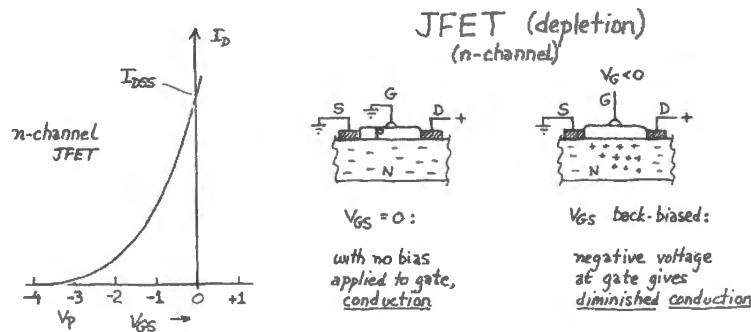 JFET (depletion)
(n-channel)
I_D
I_DSS
n-channel
JFET
-4 -3 -2 -1 0 +1
V_P V_GS →
S G D +
P
N
V_GS = 0:
with no bias
applied to gate,
conduction
V_G < 0
S G D +
N
V_GS back-biased:
negative voltage
at gate gives
diminished conduction